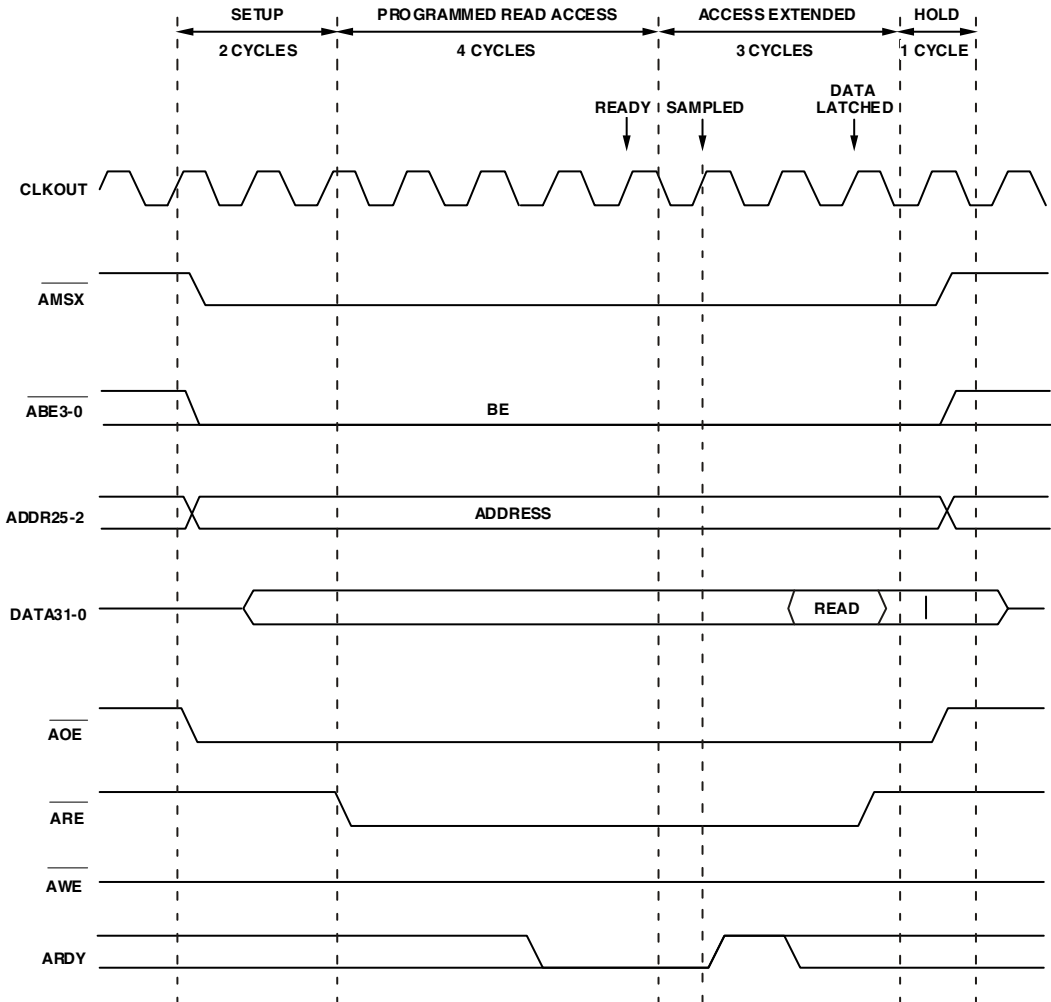 SETUP PROGRAMMED READ ACCESS ACCESS EXTENDED HOLD
2 CYCLES 4 CYCLES 3 CYCLES 1 CYCLE
READY SAMPLED DATA LATCHED
CLKOUT
AMSX
ABE3-0 BE
ADDR25-2 ADDRESS
DATA31-0 READ
AOE
ARE
AWE
ARDY